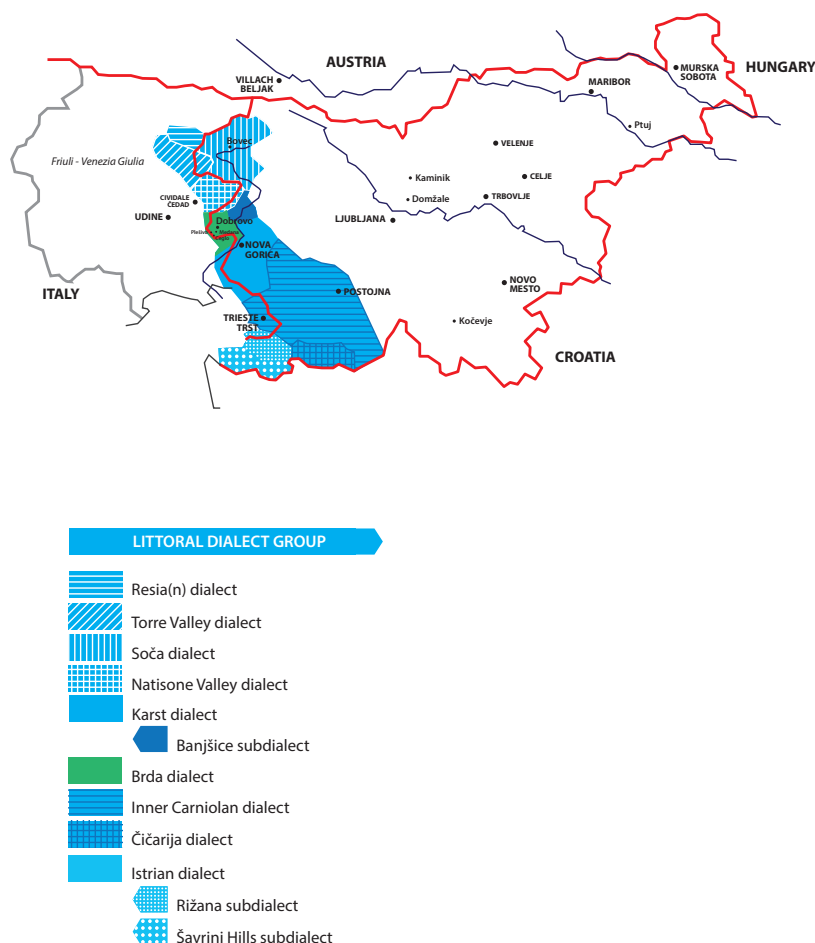 AUSTRIA
HUNGARY
MURSKA
SOBOTA
VILLACH
BELJAK
MARIBOR
Ptuj
Bovec
VELENJE
Friuli - Venezia Giulia
Kaminik
CELJE
CIVIDALE
ČEDAD
Domžale
TRBOVLJE
UDINE
Dobrovo
LJUBLJANA
NOVA
GORICA
ITALY
POSTOJNA
NOVO
MESTO
TRIESTE
TRST
Kočevje
CROATIA
LITTORAL DIALECT GROUP
Resia(n) dialect
Torre Valley dialect
Soča dialect
Natisone Valley dialect
Karst dialect
Banjšice subdialect
Brda dialect
Inner Carniolan dialect
Čičarija dialect
Istrian dialect
Rižana subdialect
Šavrini Hills subdialect